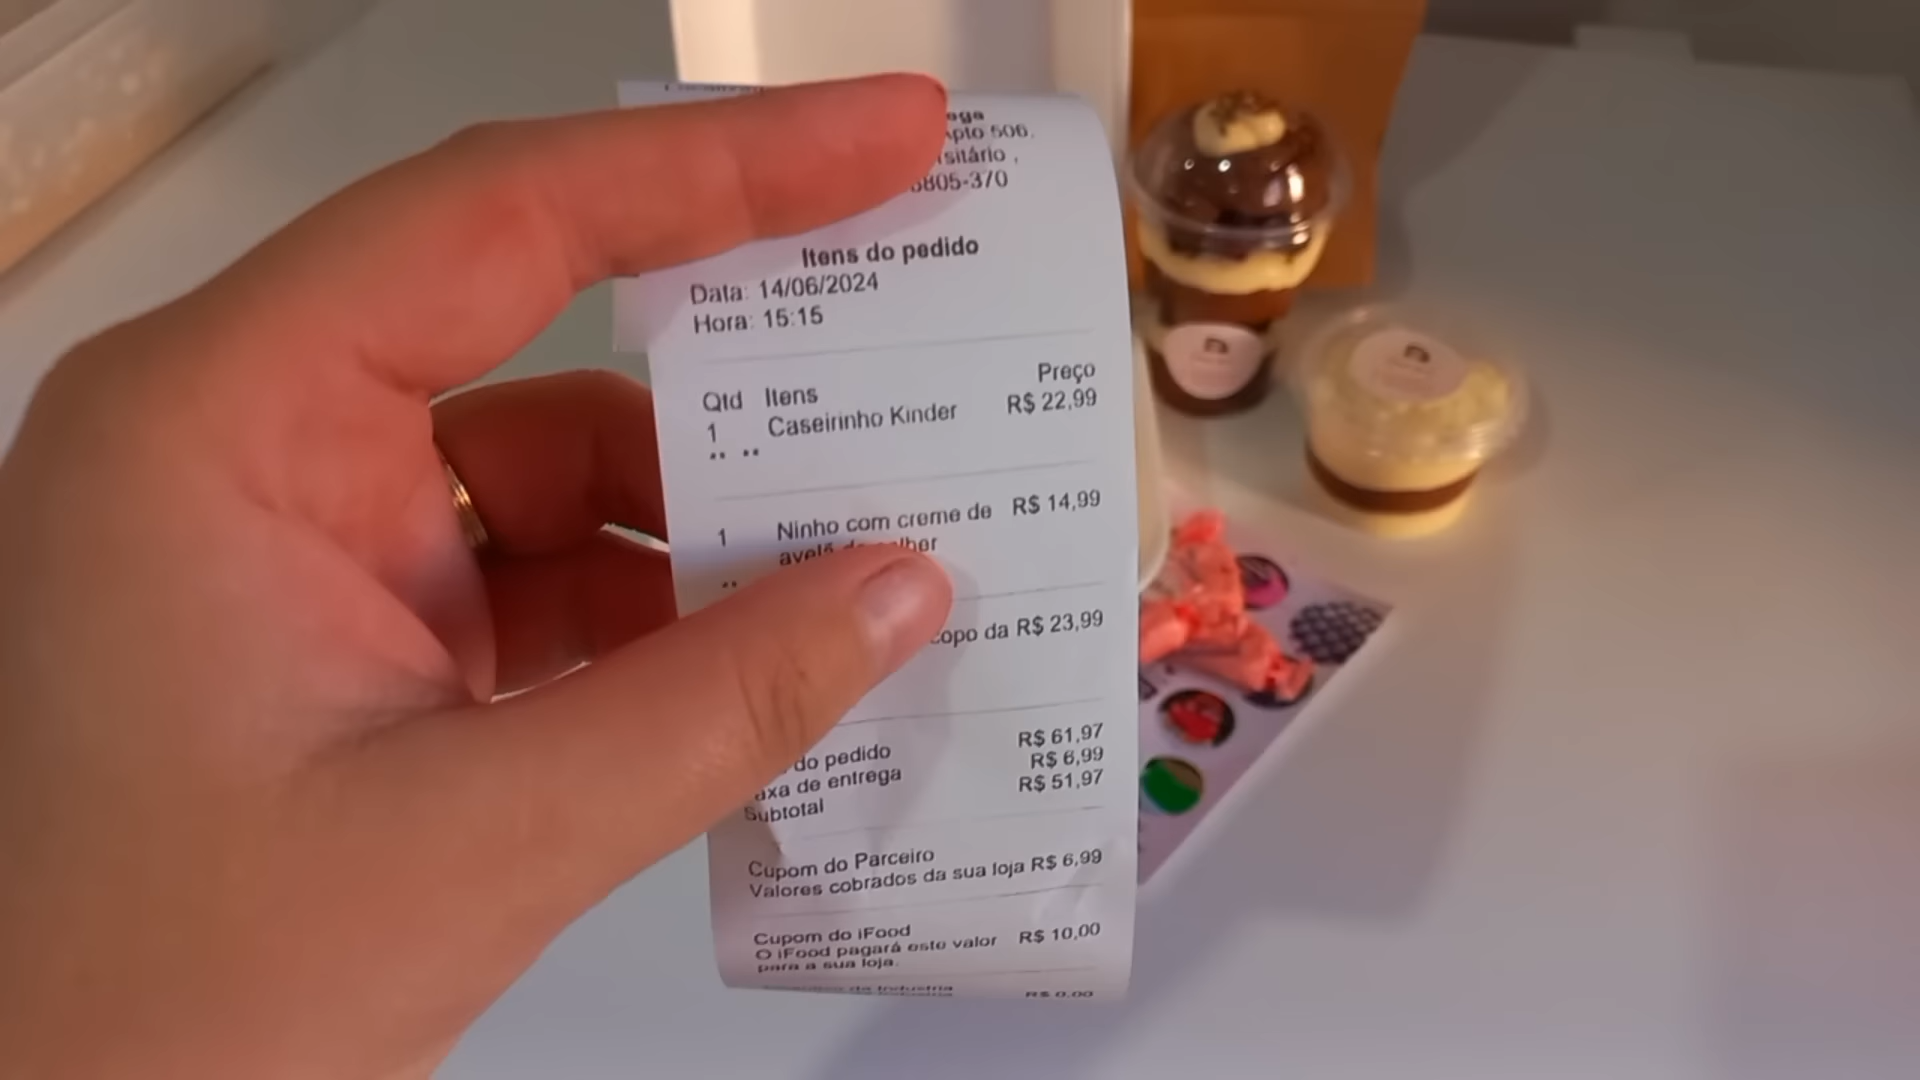 Apto 506.
805-370
Itens do pedido
Data: 14/06/2024
Hora: 15:15
Qtd Itens Preço
1 Caseirinho Kinder R$ 22,99
.. ..
1 Ninho com creme de R$ 14,99
avelã
..
copo da R$ 23,99
do pedido R$ 61,97
axa de entrega R$ 6,99
Subtotal R$ 51,97
Cupom do Parceiro
Valores cobrados da sua loja R$ 6,99
Cupom do iFood
O iFood pagará este valor R$ 10,00
para a sua loja.
R$ 0,00